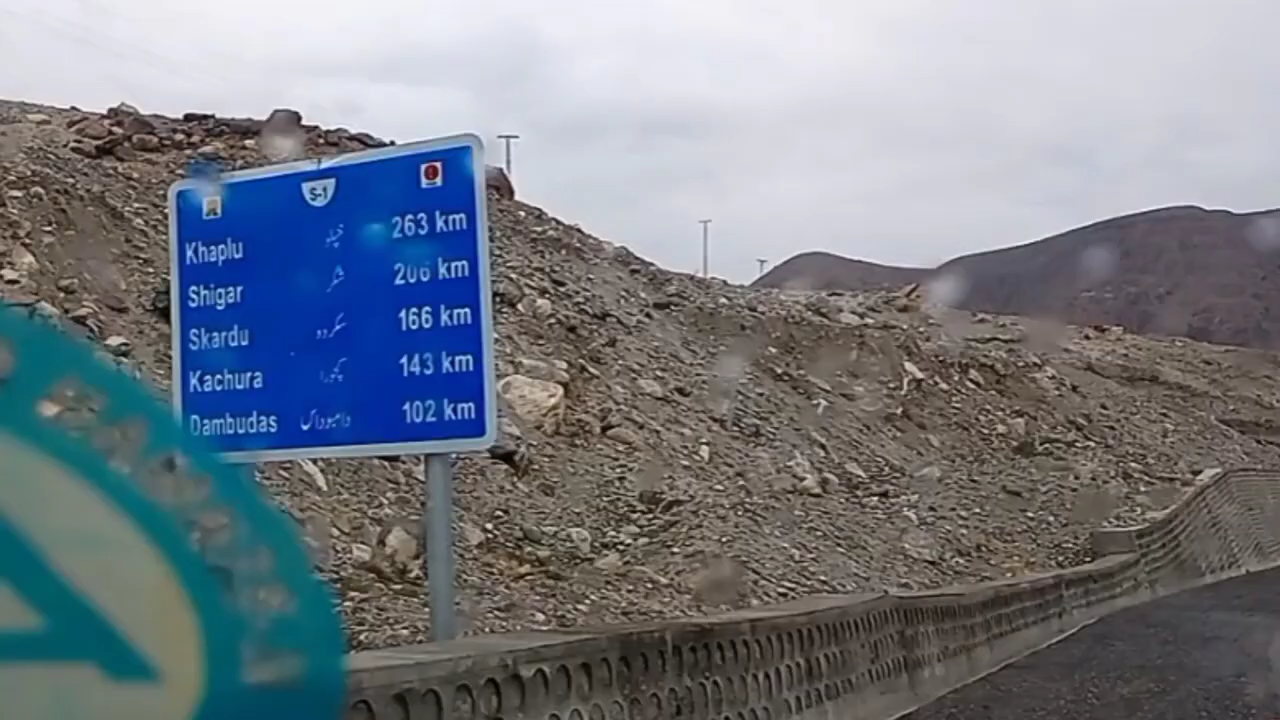 S-1
Khaplu خپلو 263 km
Shigar شگر 206 km
Skardu سکردو 166 km
Kachura کچورا 143 km
Dambudas دامبوداس 102 km
A